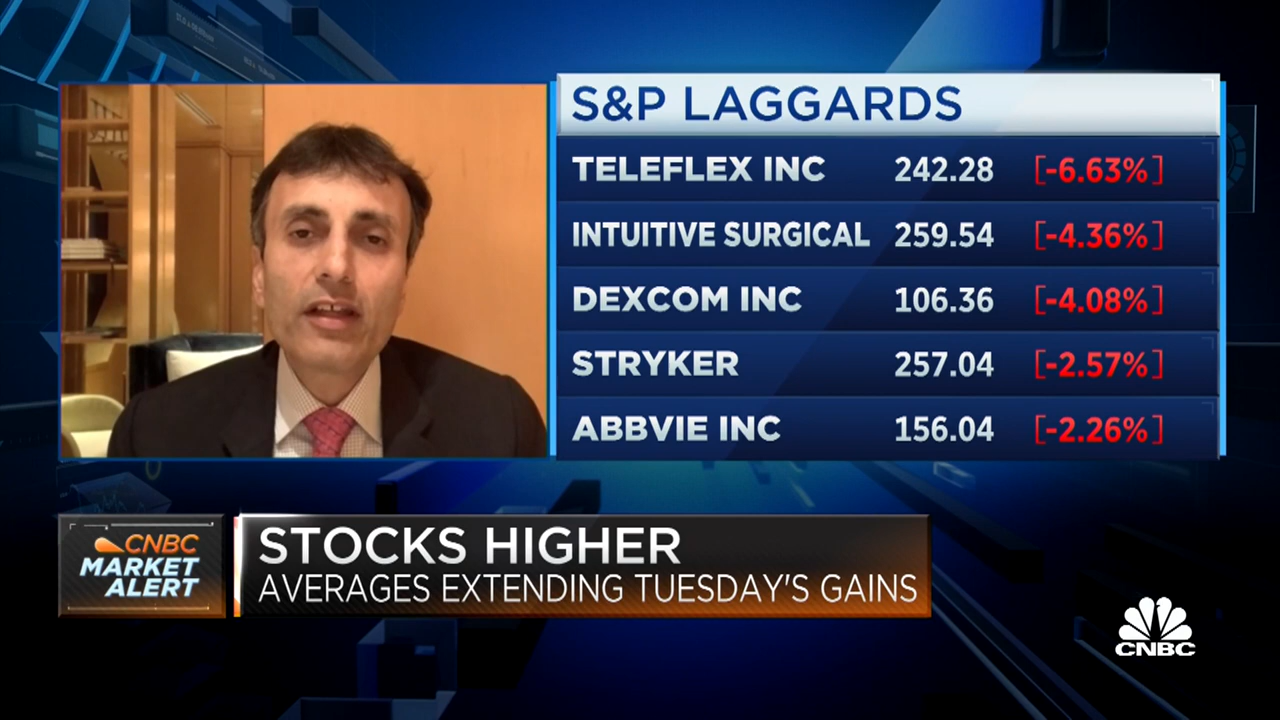 S&P LAGGARDS
TELEFLEX INC 242.28 [-6.63%]
INTUITIVE SURGICAL 259.54 [-4.36%]
DEXCOM INC 106.36 [-4.08%]
STRYKER 257.04 [-2.57%]
ABBVIE INC 156.04 [-2.26%]
CNBC
MARKET
ALERT
STOCKS HIGHER
AVERAGES EXTENDING TUESDAY'S GAINS
CNBC